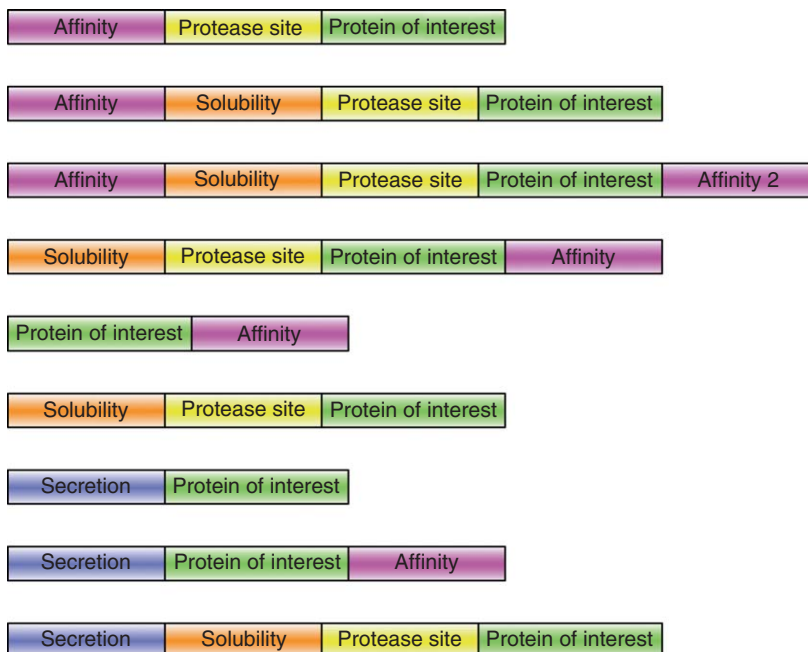 Affinity Protease site Protein of interest
Affinity Solubility Protease site Protein of interest
Affinity Solubility Protease site Protein of interest Affinity 2
Solubility Protease site Protein of interest Affinity
Protein of interest Affinity
Solubility Protease site Protein of interest
Secretion Protein of interest
Secretion Protein of interest Affinity
Secretion Solubility Protease site Protein of interest